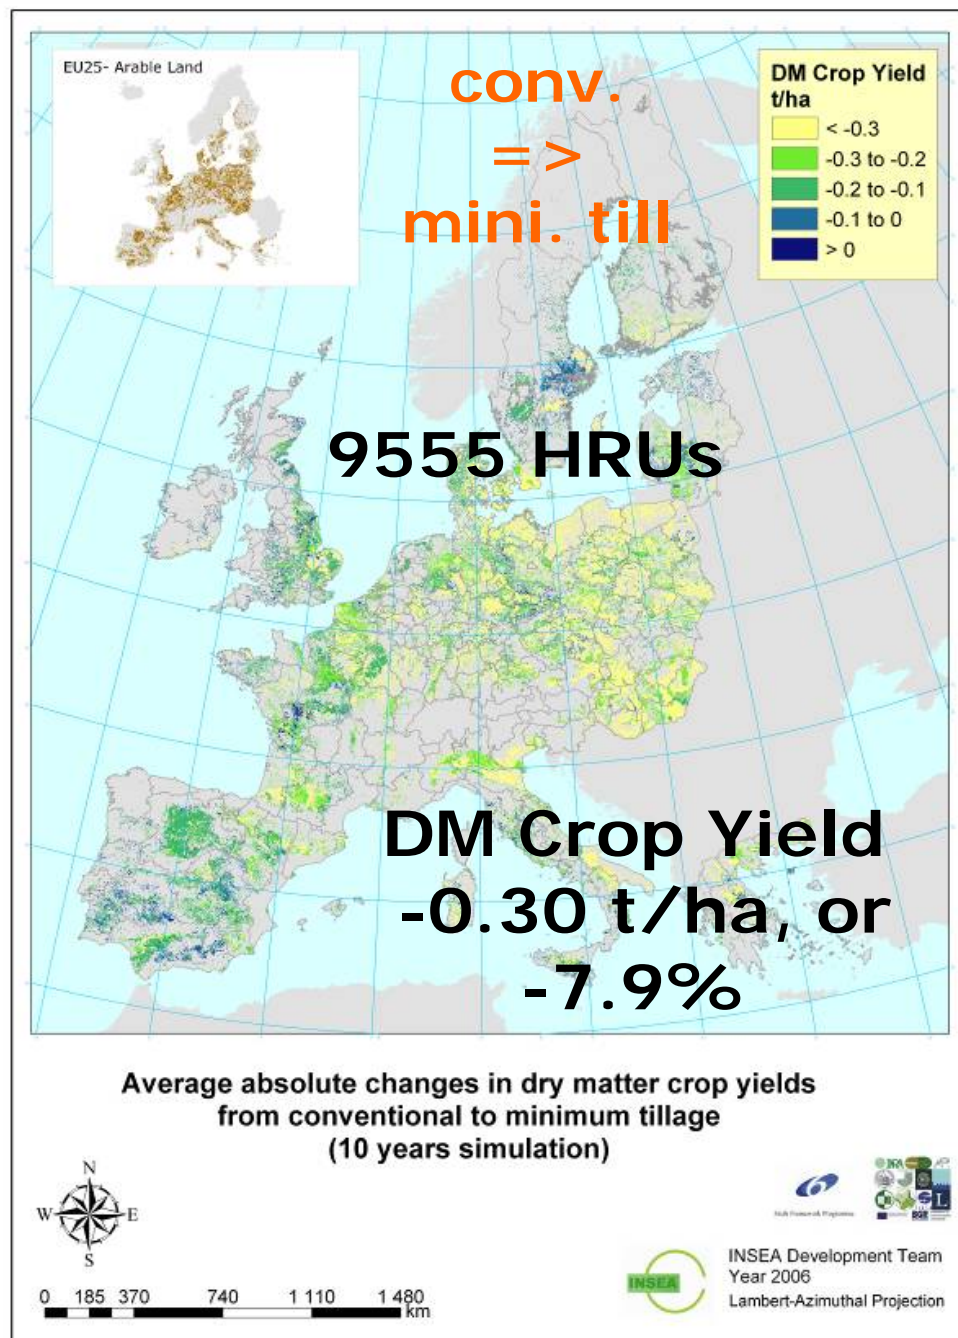 EU25- Arable Land
conv.
=>
mini. till
DM Crop Yield
t/ha
< -0.3
-0.3 to -0.2
-0.2 to -0.1
-0.1 to 0
> 0
9555 HRUs
DM Crop Yield
-0.30 t/ha, or
-7.9%
Average absolute changes in dry matter crop yields
from conventional to minimum tillage
(10 years simulation)
N
W E
S
0 185 370 740 1 110 1 480
km
Sixth Framework Programme
INSEA
INSEA Development Team
Year 2006
Lambert-Azimuthal Projection